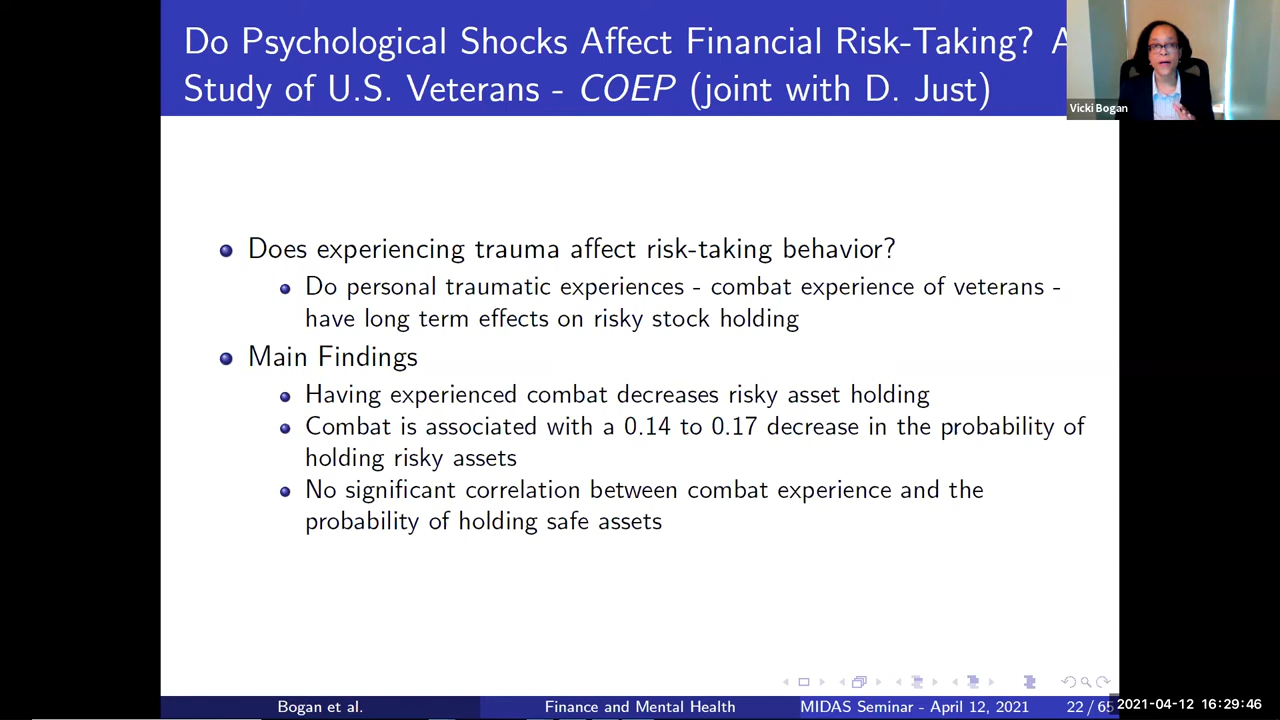 Do Psychological Shocks Affect Financial Risk-Taking? A
Study of U.S. Veterans - COEP (joint with D. Just)
Vicki Bogan
Does experiencing trauma affect risk-taking behavior?
Do personal traumatic experiences - combat experience of veterans -
have long term effects on risky stock holding
Main Findings
Having experienced combat decreases risky asset holding
Combat is associated with a 0.14 to 0.17 decrease in the probability of
holding risky assets
No significant correlation between combat experience and the
probability of holding safe assets
Bogan et al. Finance and Mental Health MIDAS Seminar - April 12, 2021 22 / 65
2021-04-12 16:29:46